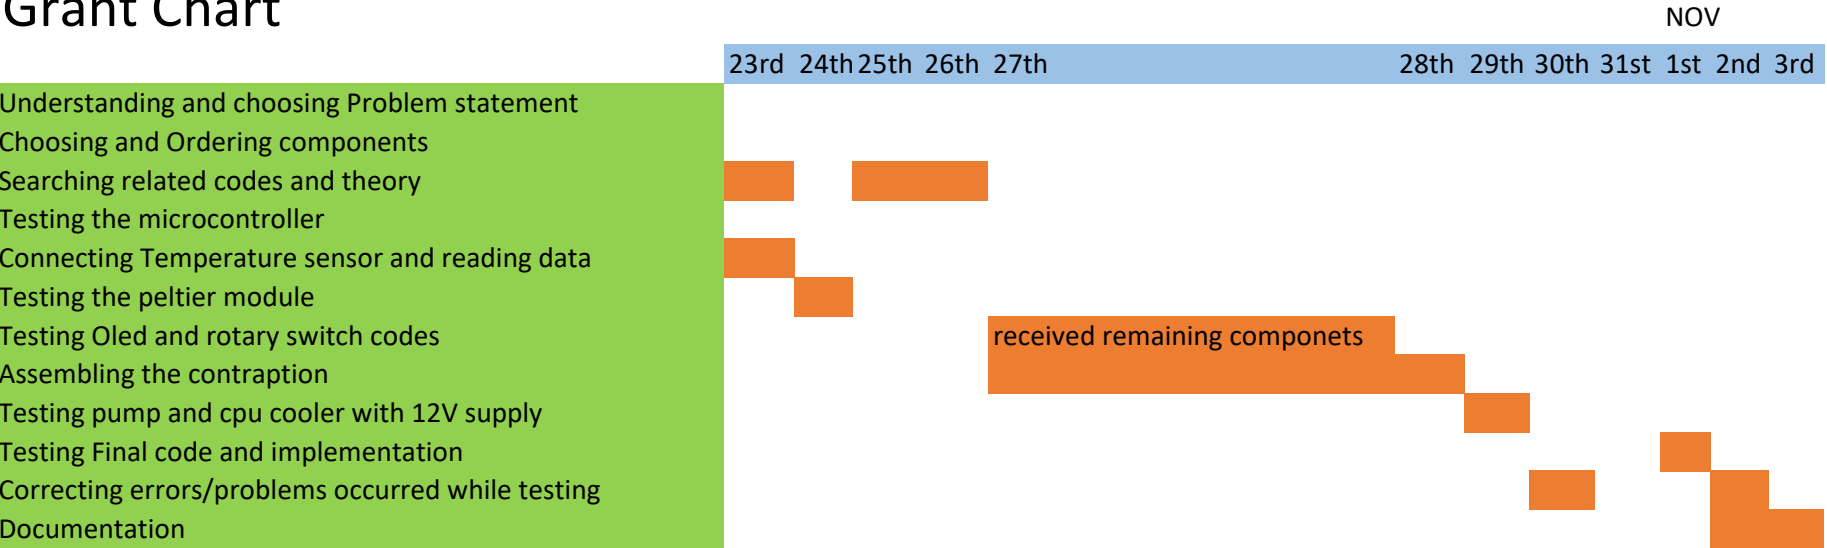 Grant Chart
NOV
23rd 24th 25th 26th 27th 28th 29th 30th 31st 1st 2nd 3rd
Understanding and choosing Problem statement
Choosing and Ordering components
Searching related codes and theory
Testing the microcontroller
Connecting Temperature sensor and reading data
Testing the peltier module
Testing Oled and rotary switch codes received remaining componets
Assembling the contraption
Testing pump and cpu cooler with 12V supply
Testing Final code and implementation
Correcting errors/problems occurred while testing
Documentation